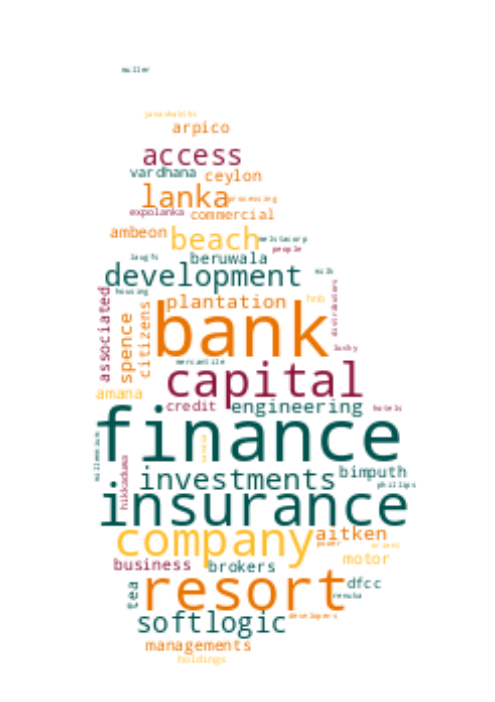 muller
janashakthi
arpico
access
vardhana ceylon
lanka processing
expolanka commercial
ambeon beach melstacorp
people
laugfs beruwala
development milk
housing
plantation hnb
associated
spence
citizens
bank
distributors
lucky
mercantile
capital
amana
credit engineering hotels
finance
millennium
hikkaduwa
investments bimputh
phillips
insurance
company aitken
power orient
motor
business brokers
tea
resort dfcc
renuka
softlogic developers
managements
holdings